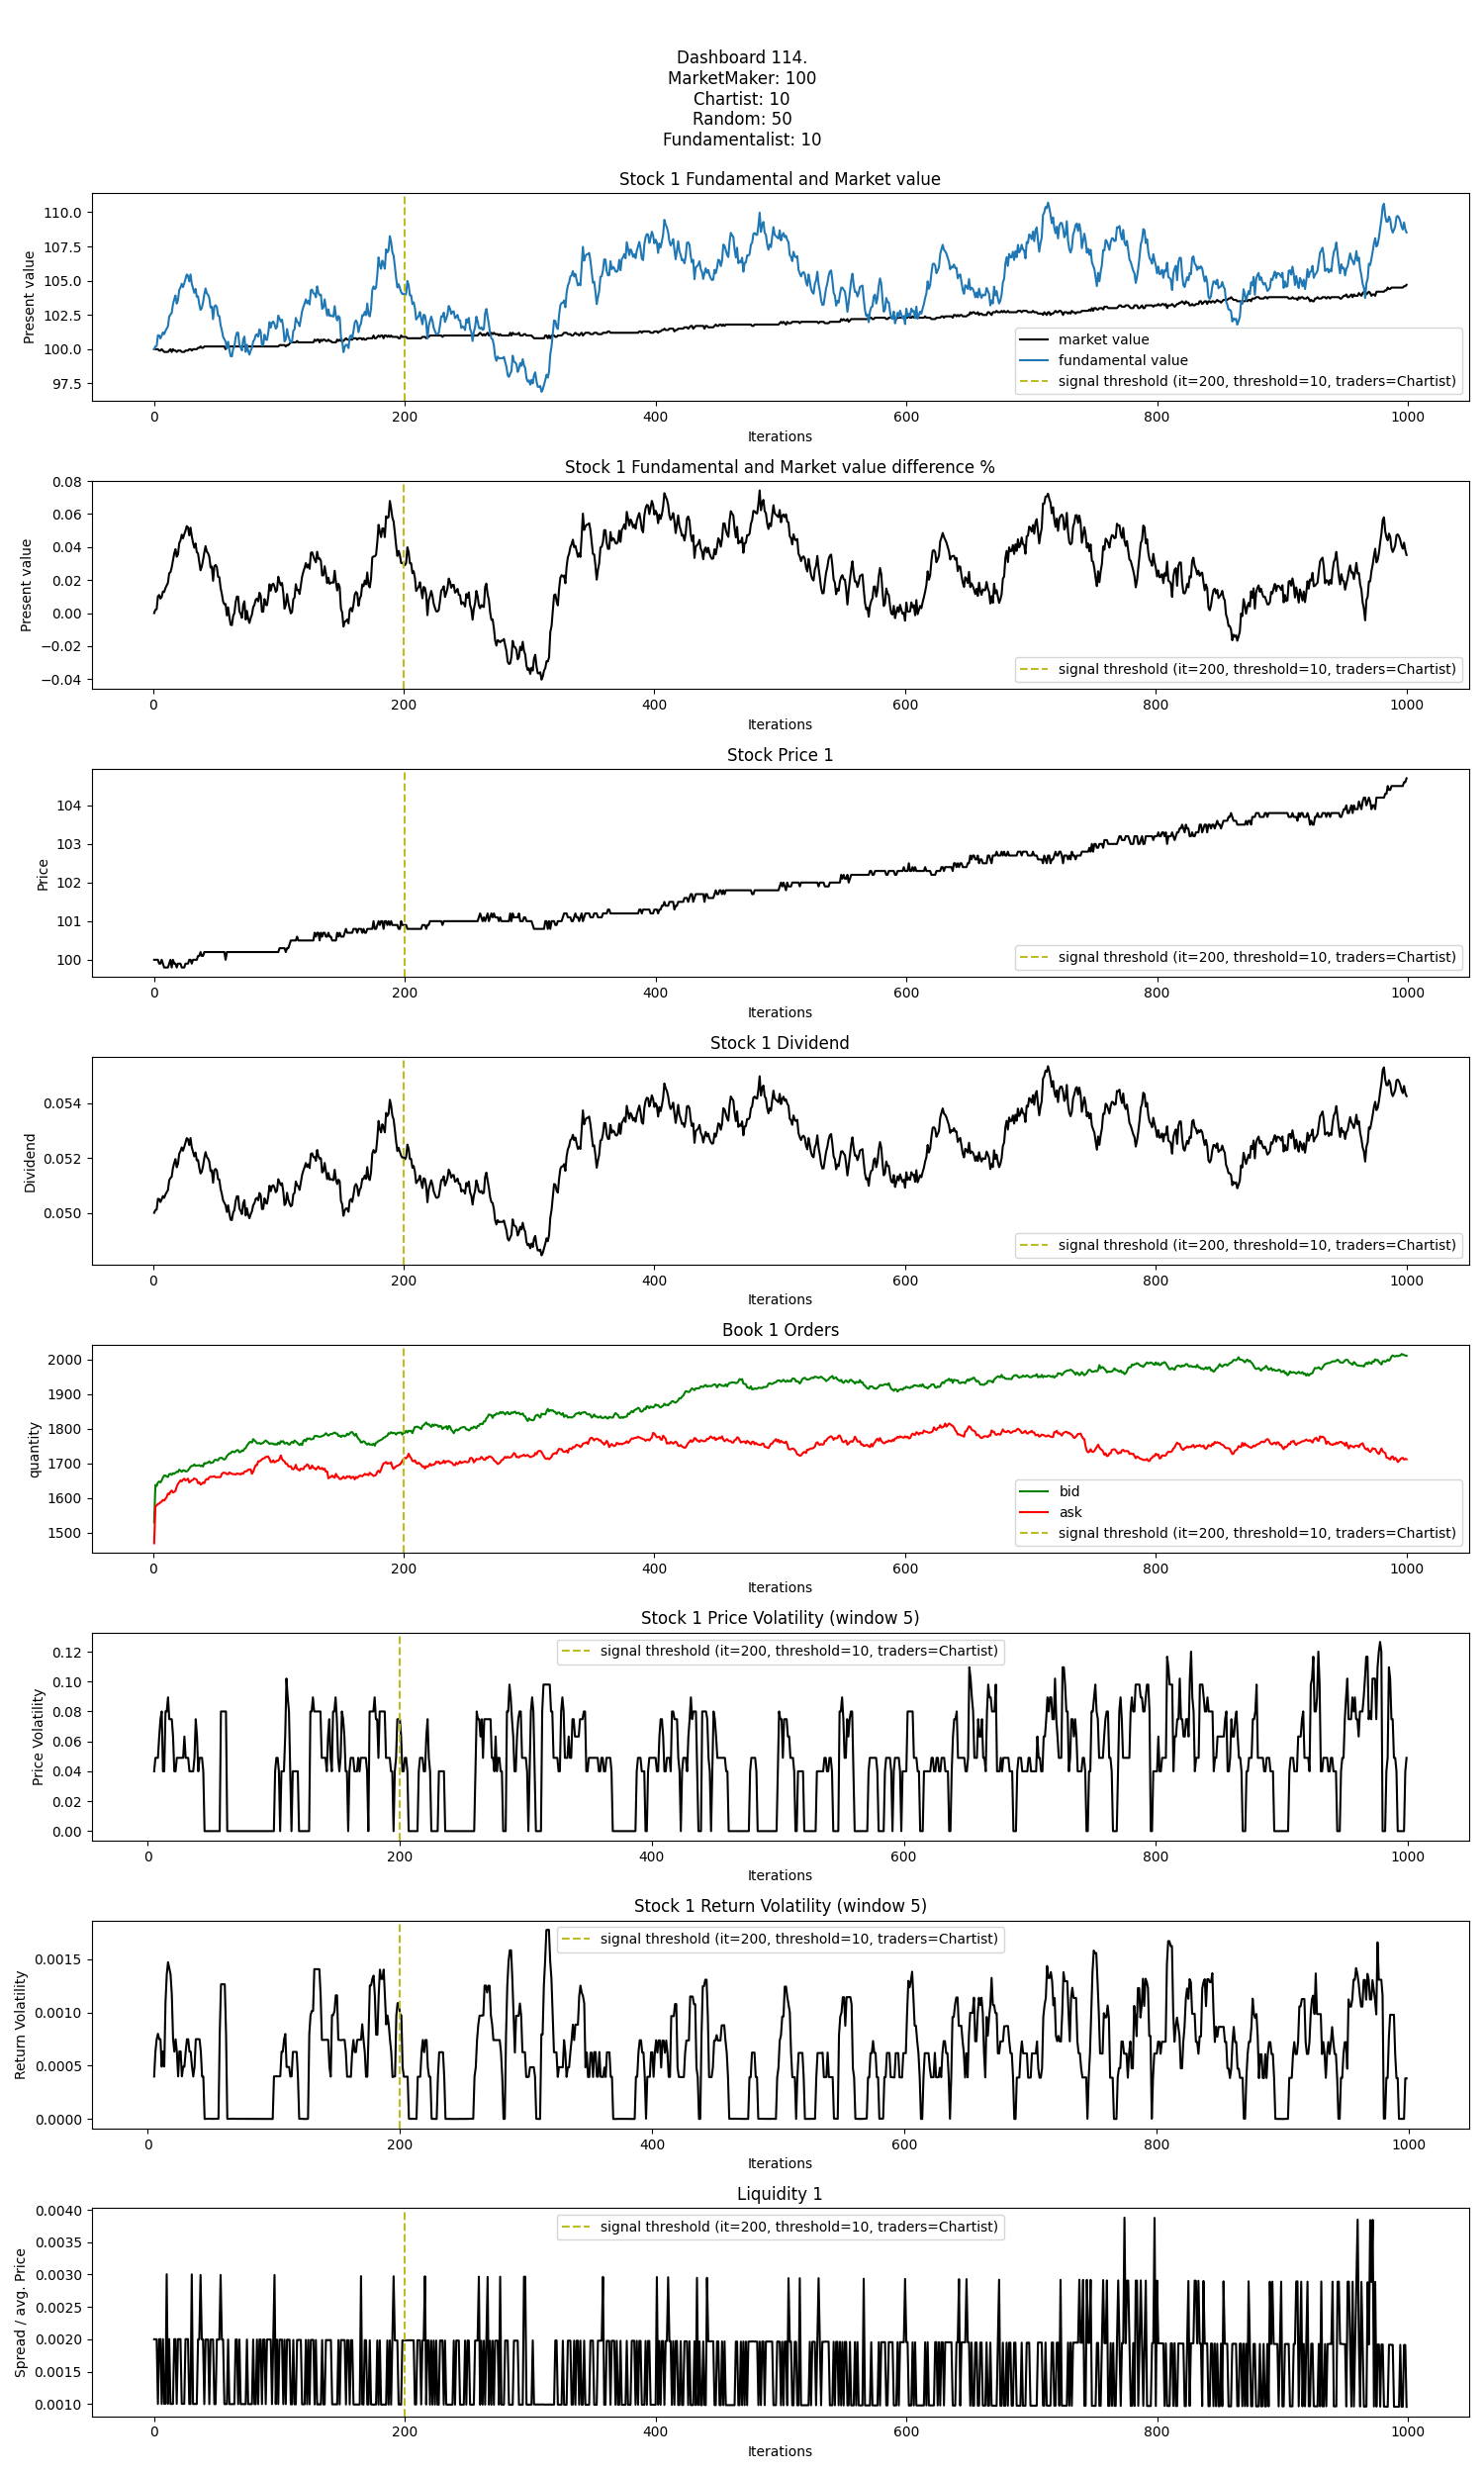 Dashboard 114.
MarketMaker: 100
Chartist: 10
Random: 50
Fundamentalist: 10
Stock 1 Fundamental and Market value
Present value
110.0
107.5
105.0
102.5
100.0
97.5
market value
fundamental value
signal threshold (it=200, threshold=10, traders=Chartist)
0 200 400 600 800 1000
Iterations
Stock 1 Fundamental and Market value difference %
Present value
0.08
0.06
0.04
0.02
0.00
−0.02
−0.04
signal threshold (it=200, threshold=10, traders=Chartist)
0 200 400 600 800 1000
Iterations
Stock Price 1
Price
104
103
102
101
100
signal threshold (it=200, threshold=10, traders=Chartist)
0 200 400 600 800 1000
Iterations
Stock 1 Dividend
Dividend
0.054
0.052
0.050
signal threshold (it=200, threshold=10, traders=Chartist)
0 200 400 600 800 1000
Iterations
Book 1 Orders
quantity
2000
1900
1800
1700
1600
1500
bid
ask
signal threshold (it=200, threshold=10, traders=Chartist)
0 200 400 600 800 1000
Iterations
Stock 1 Price Volatility (window 5)
Price Volatility
signal threshold (it=200, threshold=10, traders=Chartist)
0.12
0.10
0.08
0.06
0.04
0.02
0.00
0 200 400 600 800 1000
Iterations
Stock 1 Return Volatility (window 5)
Return Volatility
signal threshold (it=200, threshold=10, traders=Chartist)
0.0015
0.0010
0.0005
0.0000
0 200 400 600 800 1000
Iterations
Liquidity 1
Spread / avg. Price
signal threshold (it=200, threshold=10, traders=Chartist)
0.0040
0.0035
0.0030
0.0025
0.0020
0.0015
0.0010
0 200 400 600 800 1000
Iterations